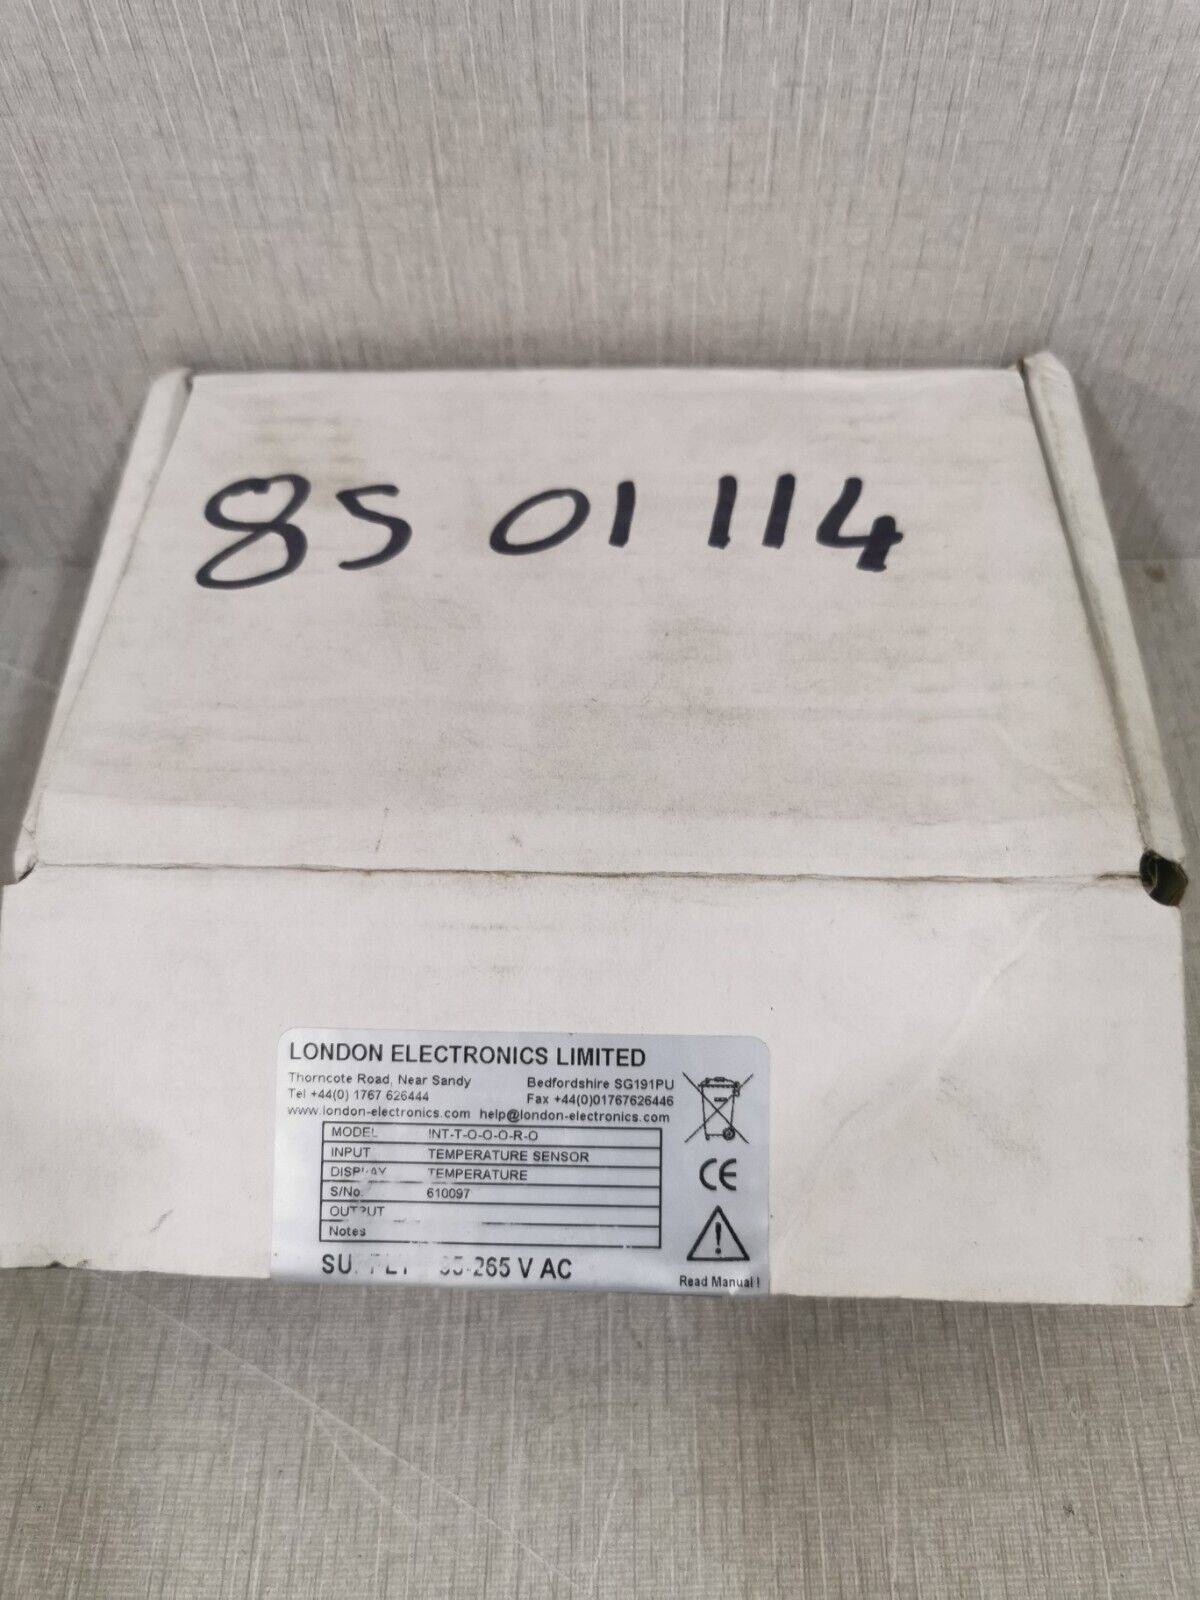 85 01 114
LONDON ELECTRONICS LIMITED
Thorncote Road, Near Sandy Bedfordshire SG191PU
Tel +44(0) 1767 626444 Fax +44(0)01767626446
www.london-electronics.com help@london-electronics.com
MODEL INT-T-O-O-O-R-O
INPUT TEMPERATURE SENSOR
DISPLAY TEMPERATURE
S/No. 610097
OUTPUT
Notes
SUPPLY V AC
CE
Read Manual !